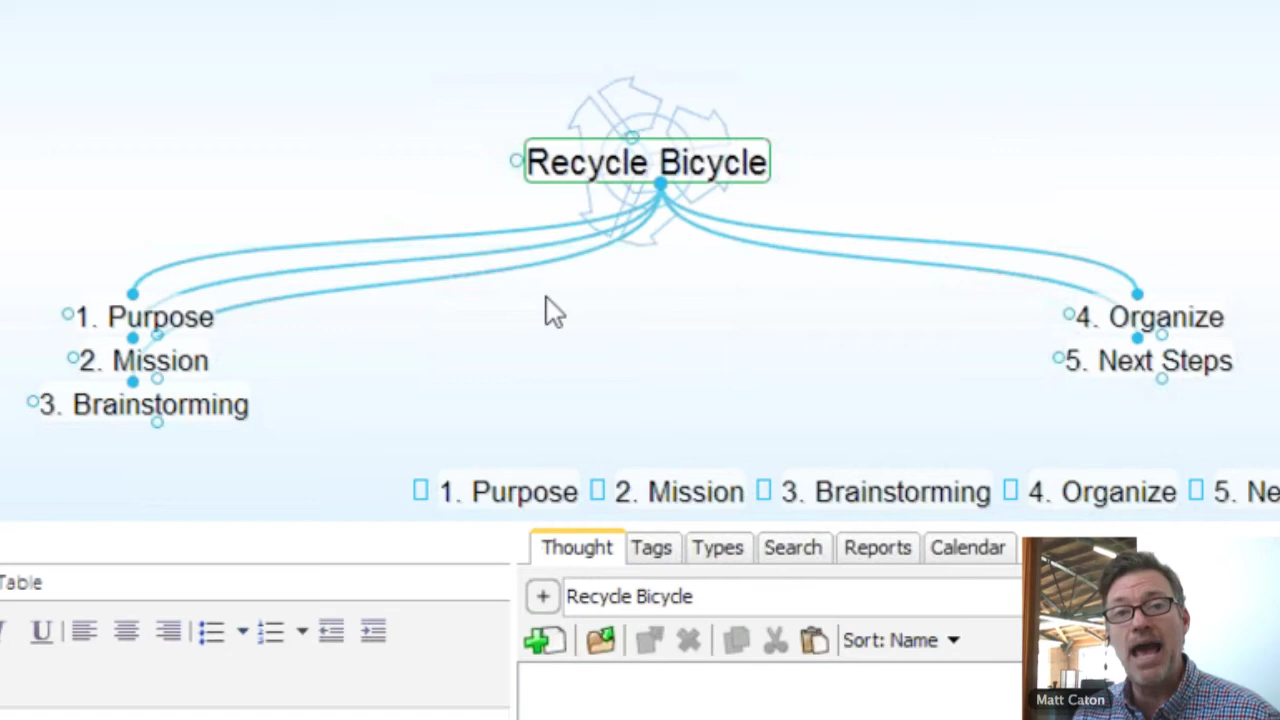 Recycle Bicycle
1. Purpose
2. Mission
3. Brainstorming
4. Organize
5. Next Steps
1. Purpose 2. Mission 3. Brainstorming 4. Organize 5. Ne
Thought Tags Types Search Reports Calendar
Table
+ Recycle Bicycle
U Sort: Name
Matt Caton